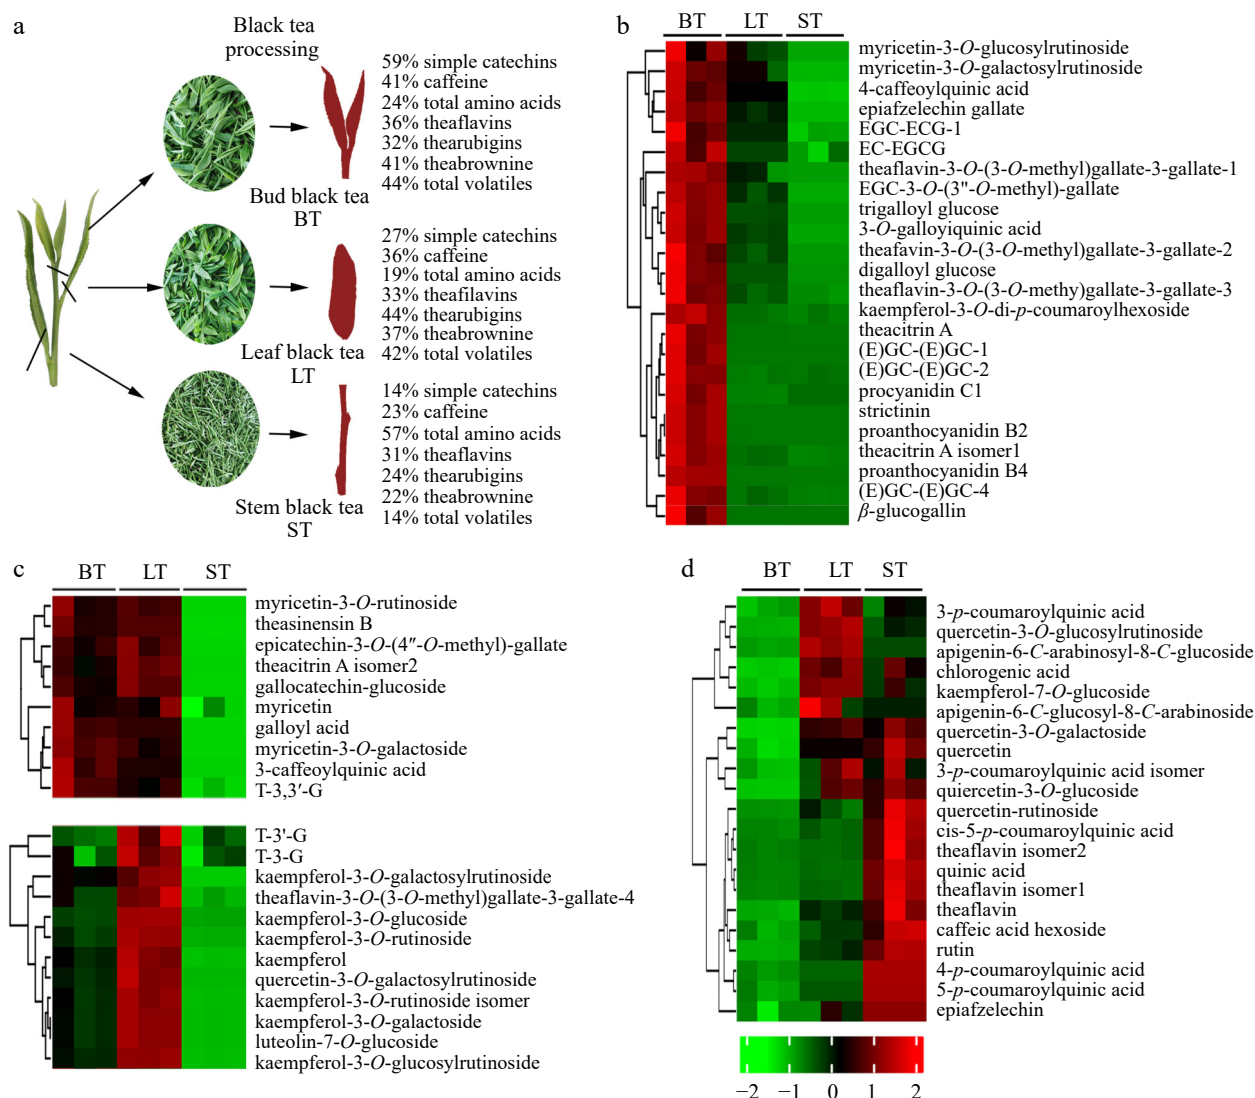 a
Black tea
processing
59% simple catechins
41% caffeine
24% total amino acids
36% theaflavins
32% thearubigins
41% theabrownine
44% total volatiles
Bud black tea
BT
27% simple catechins
36% caffeine
19% total amino acids
33% theafilavins
44% thearubigins
37% theabrownine
42% total volatiles
Leaf black tea
LT
14% simple catechins
23% caffeine
57% total amino acids
31% theaflavins
24% thearubigins
22% theabrownine
14% total volatiles
Stem black tea
ST
b
BT LT ST
myricetin-3-O-glucosylrutinoside
myricetin-3-O-galactosylrutinoside
4-caffeoylquinic acid
epiafzelechin gallate
EGC-ECG-1
EC-EGCG
theaflavin-3-O-(3-O-methyl)gallate-3-gallate-1
EGC-3-O-(3"-O-methyl)-gallate
trigalloyl glucose
3-O-galloyiquinic acid
theafavin-3-O-(3-O-methyl)gallate-3-gallate-2
digalloyl glucose
theaflavin-3-O-(3-O-methy)gallate-3-gallate-3
kaempferol-3-O-di-p-coumaroylhexoside
theacitrin A
(E)GC-(E)GC-1
(E)GC-(E)GC-2
procyanidin C1
strictinin
proanthocyanidin B2
theacitrin A isomer1
proanthocyanidin B4
(E)GC-(E)GC-4
β-glucogallin
c
BT LT ST
myricetin-3-O-rutinoside
theasinensin B
epicatechin-3-O-(4″-O-methyl)-gallate
theacitrin A isomer2
gallocatechin-glucoside
myricetin
galloyl acid
myricetin-3-O-galactoside
3-caffeoylquinic acid
T-3,3′-G
T-3'-G
T-3-G
kaempferol-3-O-galactosylrutinoside
theaflavin-3-O-(3-O-methyl)gallate-3-gallate-4
kaempferol-3-O-glucoside
kaempferol-3-O-rutinoside
kaempferol
quercetin-3-O-galactosylrutinoside
kaempferol-3-O-rutinoside isomer
kaempferol-3-O-galactoside
luteolin-7-O-glucoside
kaempferol-3-O-glucosylrutinoside
d
BT LT ST
3-p-coumaroylquinic acid
quercetin-3-O-glucosylrutinoside
apigenin-6-C-arabinosyl-8-C-glucoside
chlorogenic acid
kaempferol-7-O-glucoside
apigenin-6-C-glucosyl-8-C-arabinoside
quercetin-3-O-galactoside
quercetin
3-p-coumaroylquinic acid isomer
quiercetin-3-O-glucoside
quercetin-rutinoside
cis-5-p-coumaroylquinic acid
theaflavin isomer2
quinic acid
theaflavin isomer1
theaflavin
caffeic acid hexoside
rutin
4-p-coumaroylquinic acid
5-p-coumaroylquinic acid
epiafzelechin
−2 −1 0 1 2